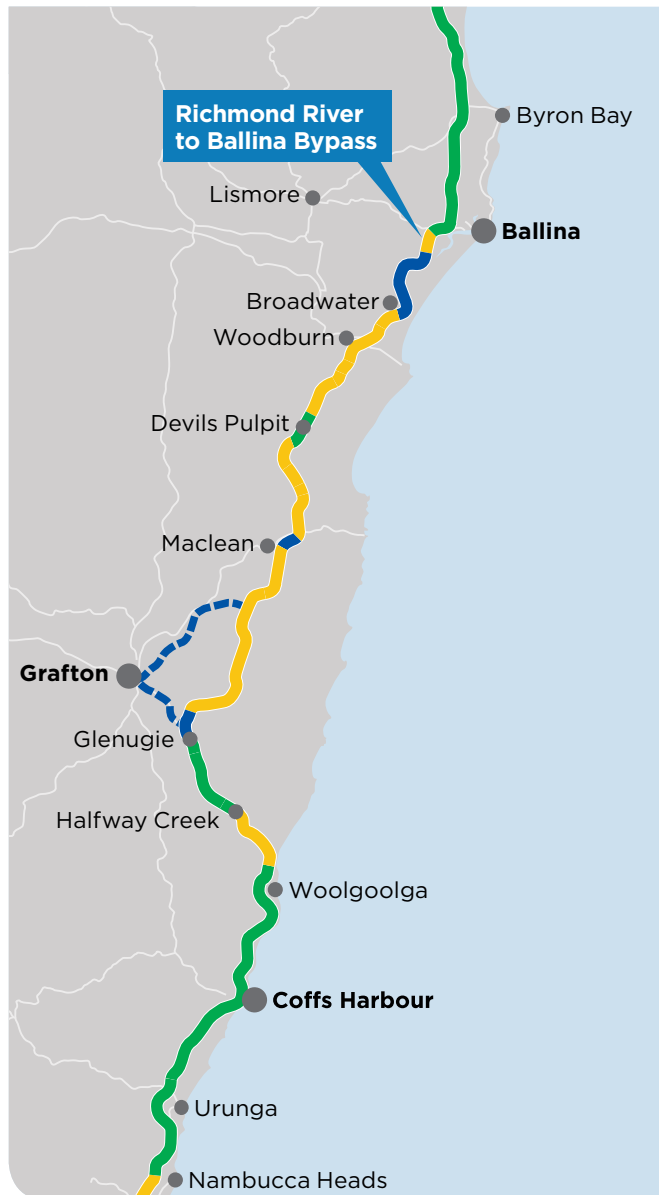 Richmond River
to Ballina Bypass
Byron Bay
Lismore
Ballina
Broadwater
Woodburn
Devils Pulpit
Maclean
Grafton
Glenugie
Halfway Creek
Woolgoolga
Coffs Harbour
Urunga
Nambucca Heads